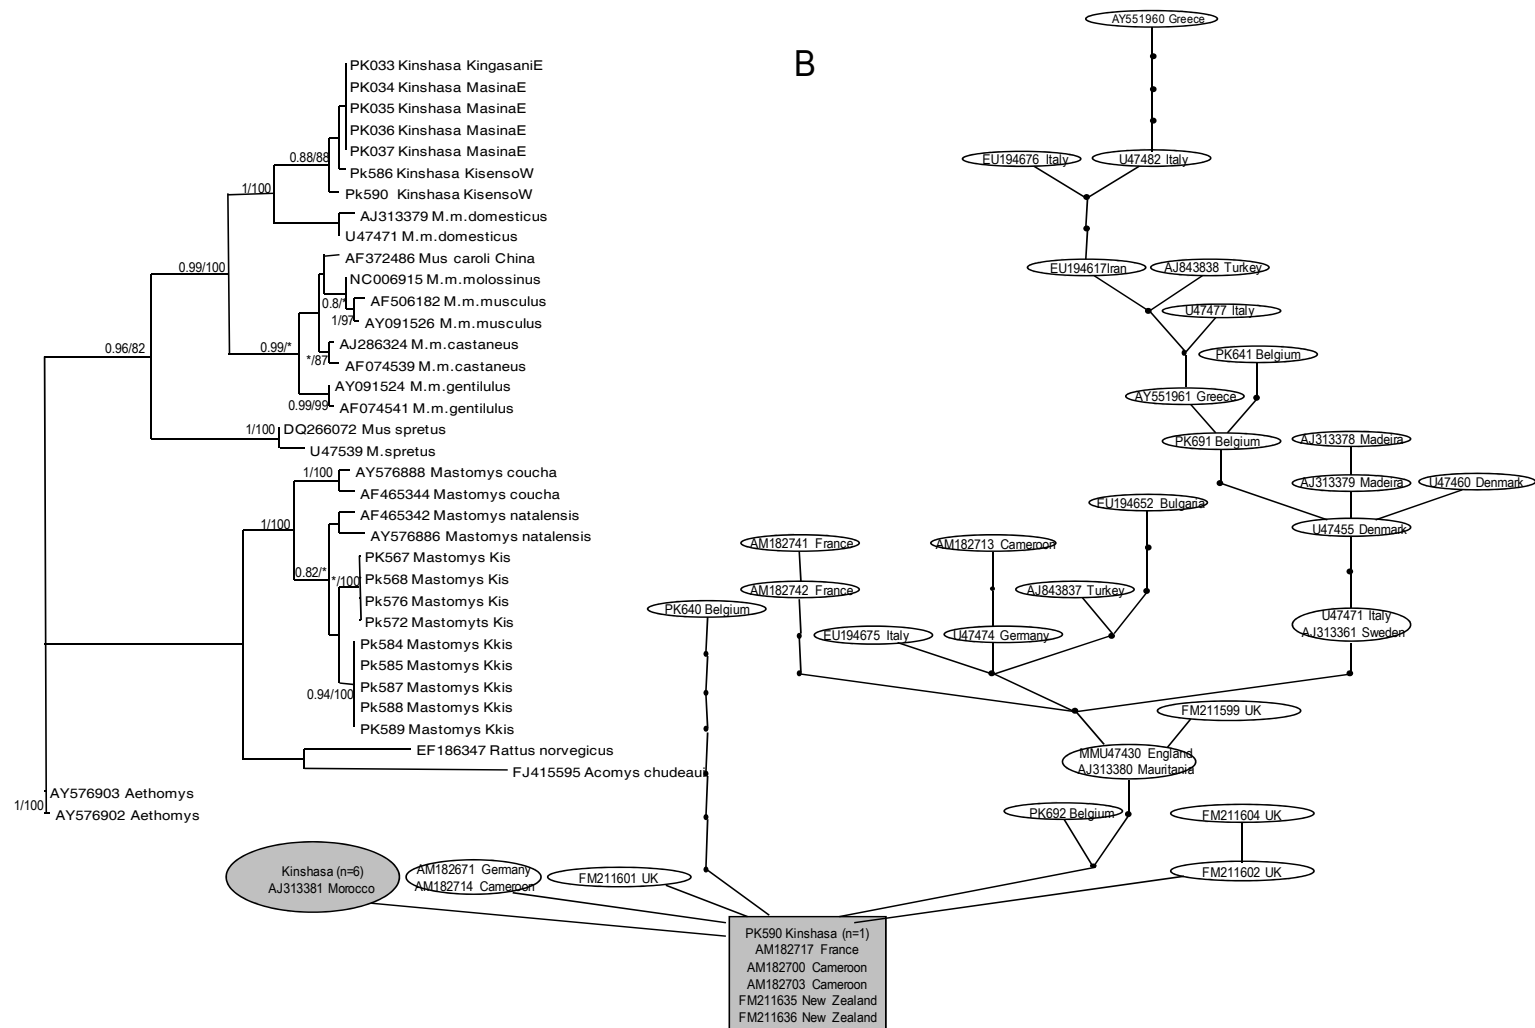 B
PK033 Kinshasa KingasaniE
PK034 Kinshasa MasinaE
PK035 Kinshasa MasinaE
PK036 Kinshasa MasinaE
PK037 Kinshasa MasinaE
0.88/88
Pk586 Kinshasa KisensoW
1/100
Pk590 Kinshasa KisensoW
AJ313379 M.m.domesticus
U47471 M.m.domesticus
0.99/100
AF372486 Mus caroli China
NC006915 M.m.molossinus
0.8/*
AF506182 M.m.musculus
1/97
AY091526 M.m.musculus
0.96/82
0.99/*
AJ286324 M.m.castaneus
*/87
AF074539 M.m.castaneus
AY091524 M.m.gentilulus
0.99/99
AF074541 M.m.gentilulus
1/100
DQ266072 Mus spretus
U47539 M.spretus
1/100
AY576888 Mastomys coucha
AF465344 Mastomys coucha
AF465342 Mastomys natalensis
1/100
AY576886 Mastomys natalensis
PK567 Mastomys Kis
0.82/*
*/100
Pk568 Mastomys Kis
Pk576 Mastomys Kis
Pk572 Mastomyts Kis
Pk584 Mastomys Kkis
Pk585 Mastomys Kkis
Pk587 Mastomys Kkis
0.94/100
Pk588 Mastomys Kkis
PK589 Mastomys Kkis
EF186347 Rattus norvegicus
FJ415595 Acomys chudeaui
AY576903 Aethomys
1/100
AY576902 Aethomys
AY551960 Greece
EU194676 Italy
U47482 Italy
EU194617Iran
AJ843838 Turkey
U47477 Italy
PK641 Belgium
AY551961 Greece
PK691 Belgium
AJ313378 Madeira
AJ313379 Madeira
U47460 Denmark
EU194652 Bulgaria
U47455 Denmark
AM182741 France
AM182713 Cameroon
AM182742 France
AJ843837 Turkey
PK640 Belgium
EU194675 Italy
U47474 Germany
U47471 Italy
AJ313361 Sweden
FM211599 UK
MMU47430 England
AJ313380 Mauritania
PK692 Belgium
FM211604 UK
FM211602 UK
Kinshasa (n=6)
AJ313381 Morocco
AM182671 Germany
AM182714 Cameroon
FM211601 UK
PK590 Kinshasa (n=1)
AM182717 France
AM182700 Cameroon
AM182703 Cameroon
FM211635 New Zealand
FM211636 New Zealand